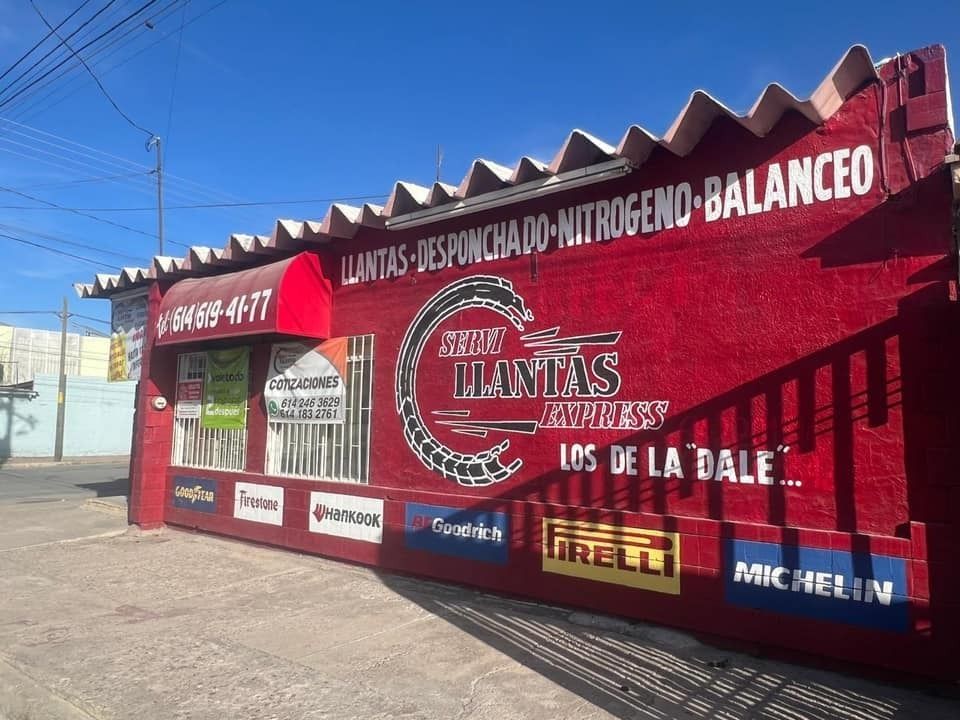 LLANTAS · DESPONCHADO · NITROGENO · BALANCEO
tel. (614) 619-41-77
SERVI
LLANTAS
EXPRESS
LOS DE LA "DALE"...
COTIZACIONES
614 246 3629
614 183 2761
después
GOODYEAR
Firestone
HANKOOK
BFGoodrich
PIRELLI
MICHELIN